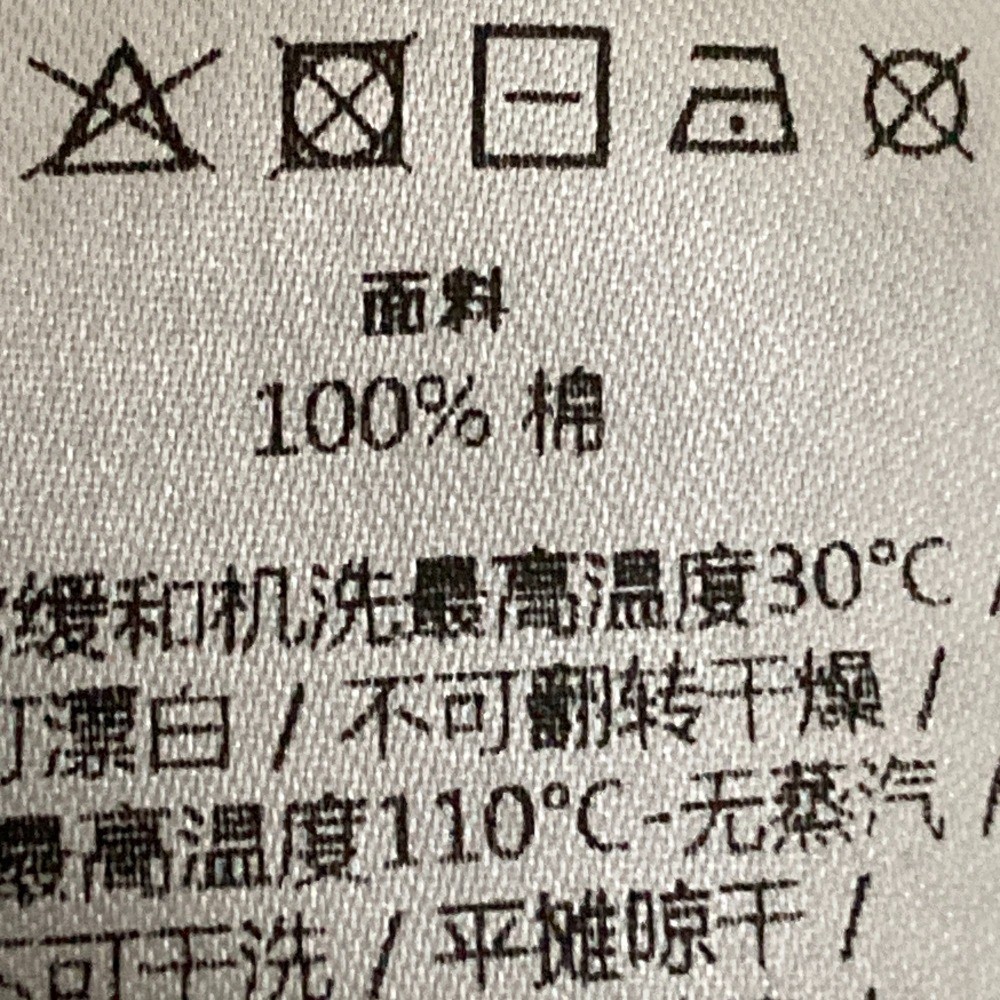 面料
100% 棉
缓和机洗最高温度30°C /
可漂白 / 不可翻转干燥 /
最高温度110°C-无蒸汽 /
不可干洗 / 平摊晾干 /